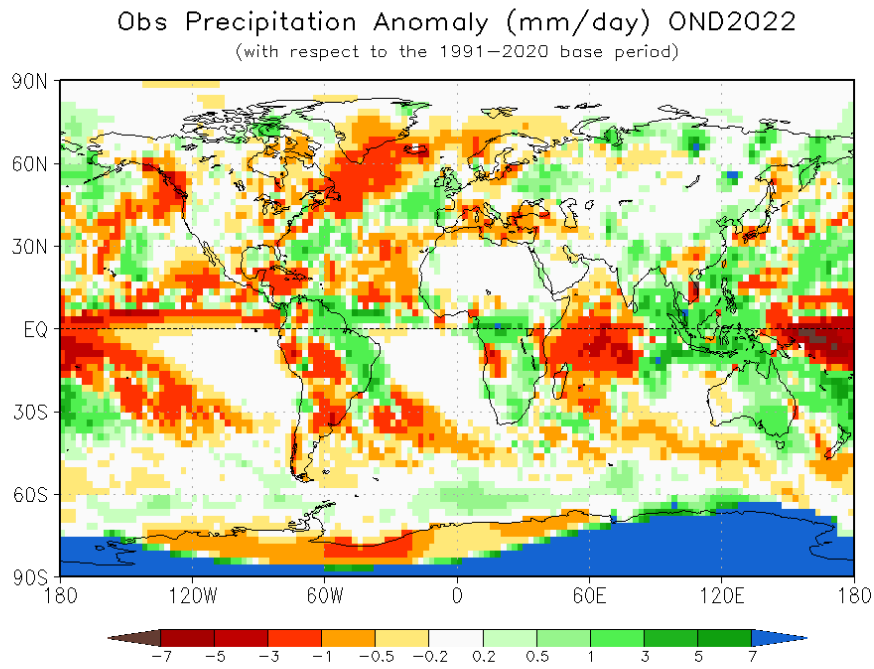 Obs Precipitation Anomaly (mm/day) OND2022
(with respect to the 1991–2020 base period)
90N
60N
30N
EQ
30S
60S
90S
180 120W 60W 0 60E 120E 180
−7 −5 −3 −1 −0.5 −0.2 0.2 0.5 1 3 5 7